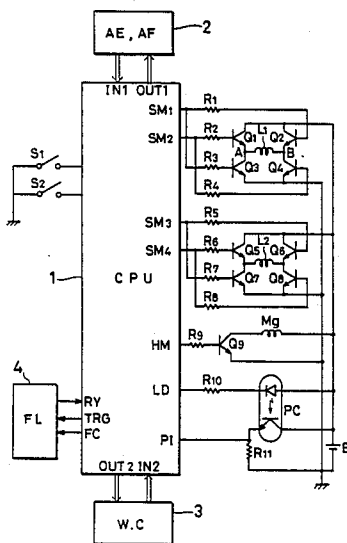 AE, AF
2
IN1 OUT1
SM1
R1
SM2
R2
Q1
L1
Q2
A
B
S1
R3
Q3
Q4
S2
R4
SM3
R5
SM4
R6
Q5
L2
Q6
1
CPU
R7
Q7
Q8
R8
Mg
HM
R9
Q9
4
LD
R10
FL
RY
PC
TRG
PI
FC
R11
E
OUT2 IN2
W.C
3